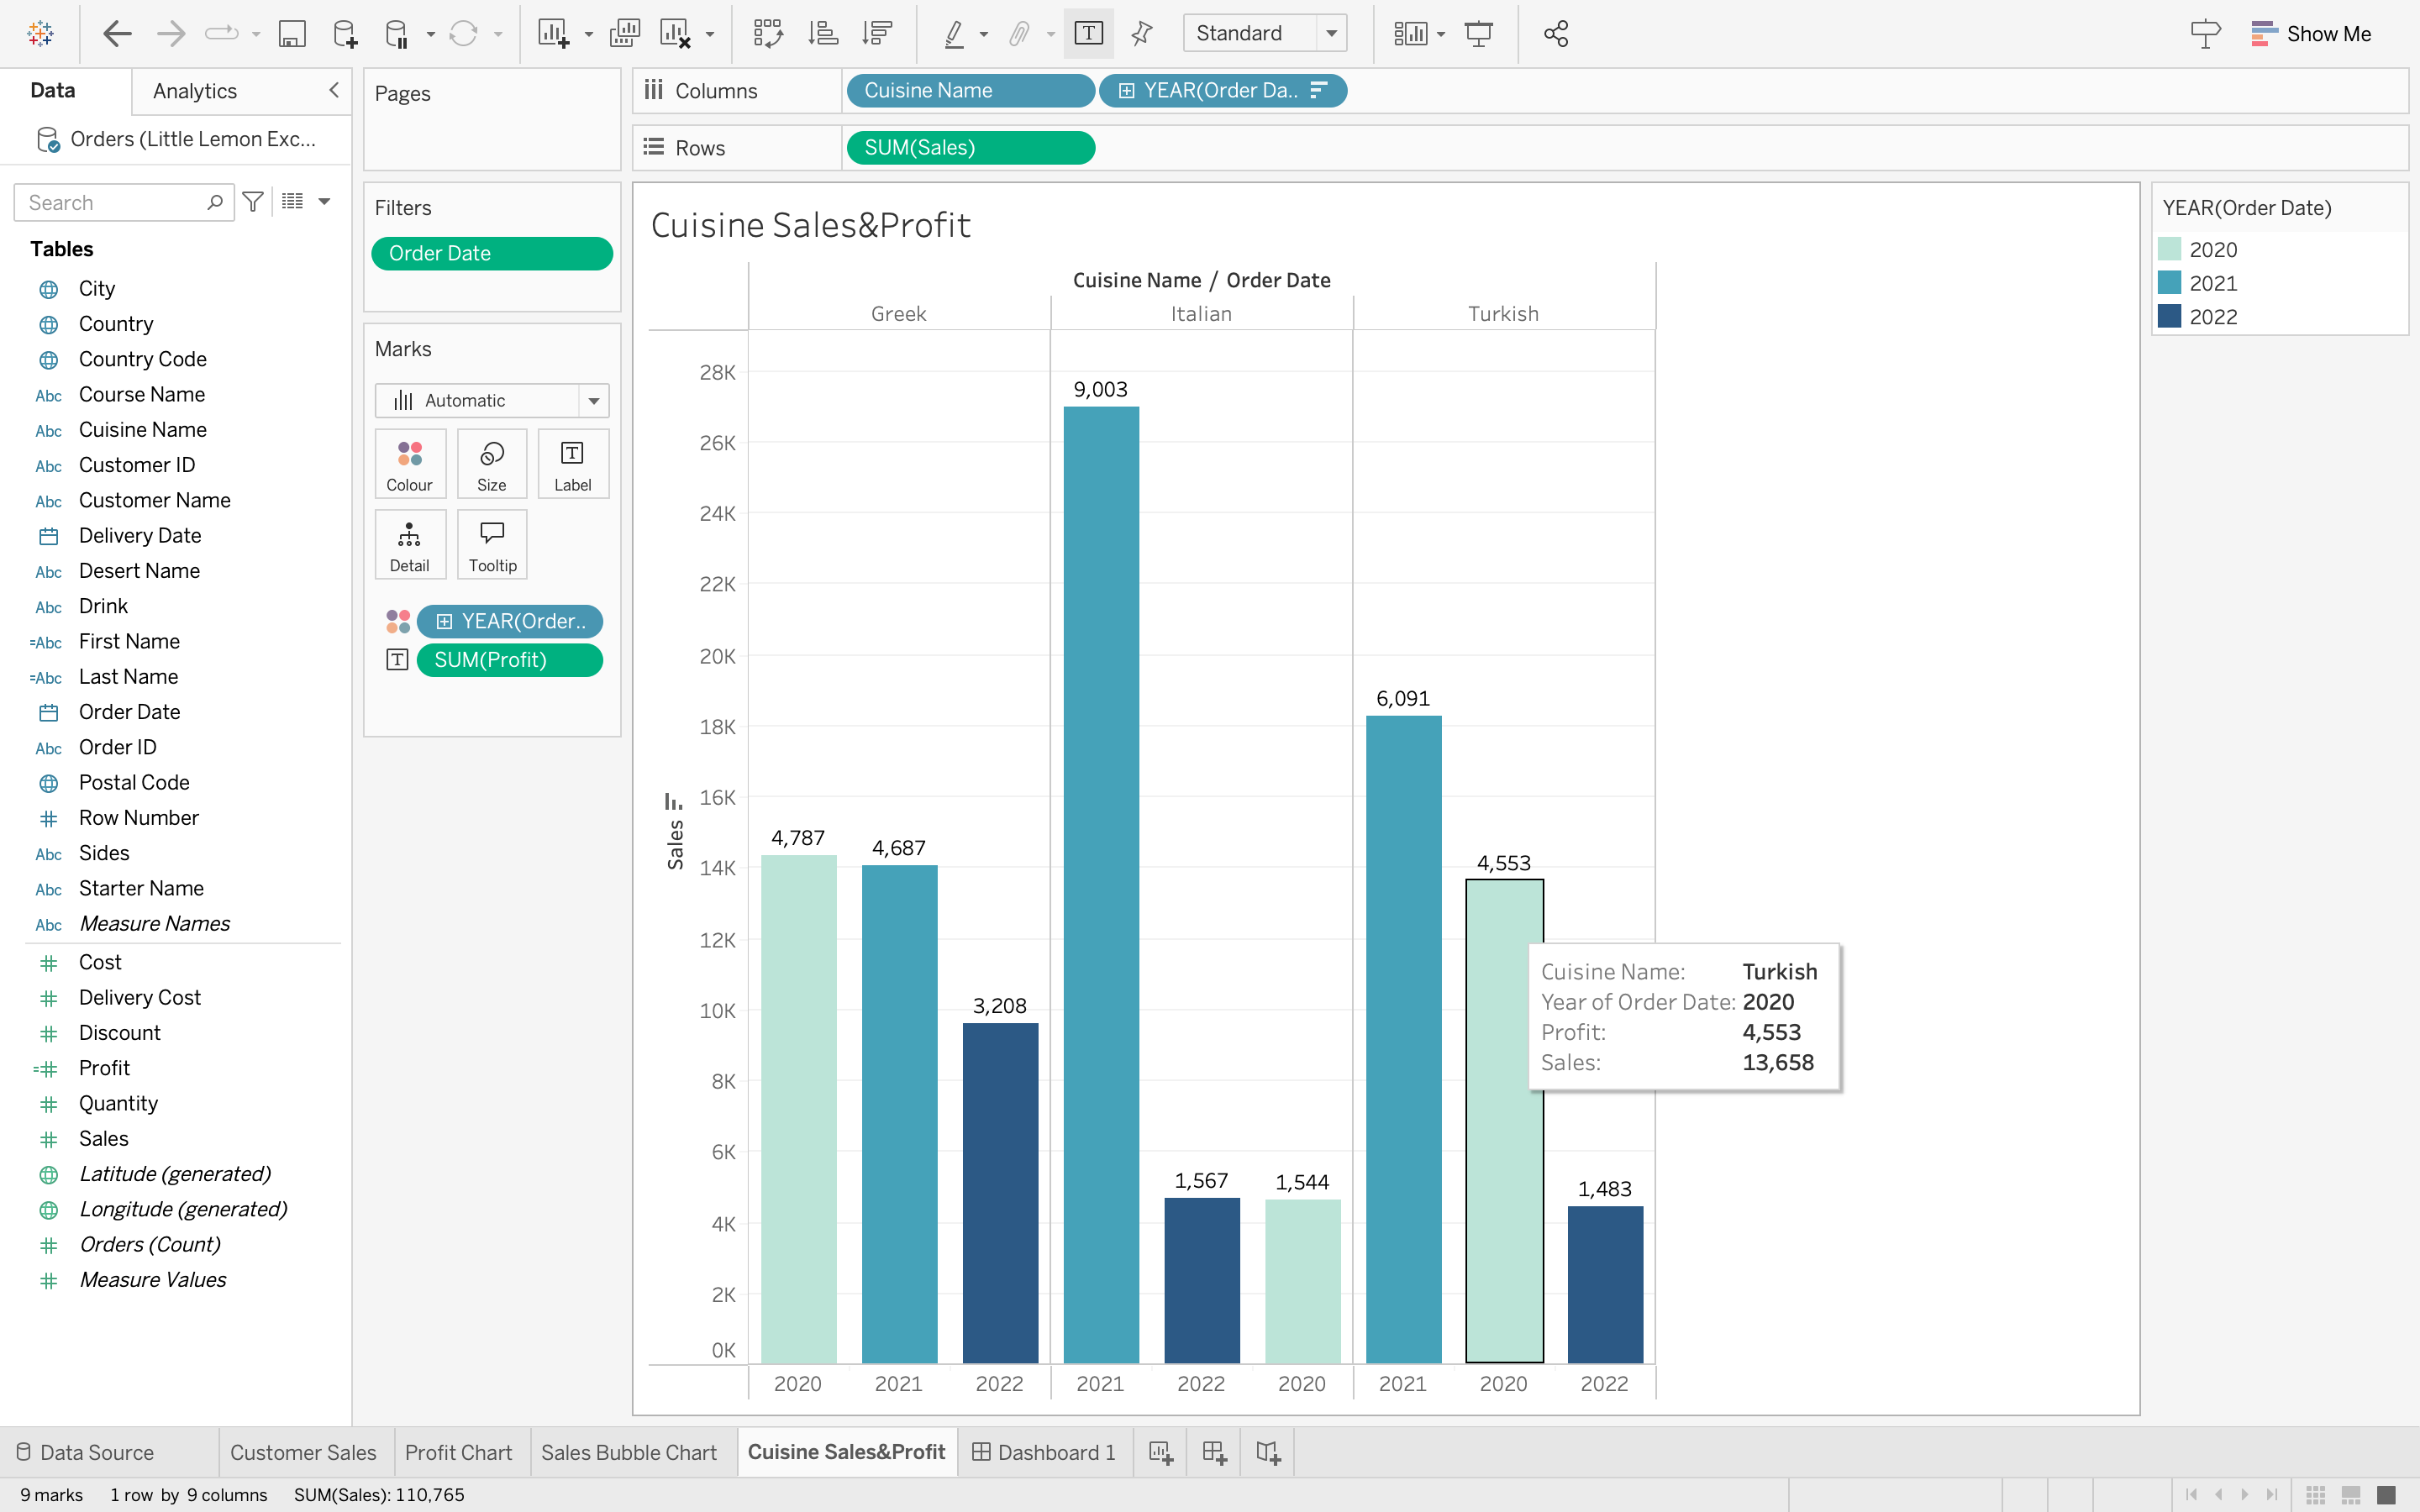 Standard
Show Me
Data
Analytics
Orders (Little Lemon Exc...
Search
Tables
City
Country
Country Code
Abc Course Name
Abc Cuisine Name
Abc Customer ID
Abc Customer Name
Delivery Date
Abc Desert Name
Abc Drink
=Abc First Name
=Abc Last Name
Order Date
Abc Order ID
Postal Code
# Row Number
Abc Sides
Abc Starter Name
Abc Measure Names
# Cost
# Delivery Cost
# Discount
=# Profit
# Quantity
# Sales
Latitude (generated)
Longitude (generated)
# Orders (Count)
# Measure Values
Pages
Filters
Order Date
Marks
Automatic
Colour
Size
T
Label
Detail
Tooltip
YEAR(Order..
T SUM(Profit)
Columns
Cuisine Name
YEAR(Order Da..
Rows
SUM(Sales)
Cuisine Sales&Profit
Cuisine Name / Order Date
Greek
Italian
Turkish
28K
26K
24K
22K
20K
18K
16K
14K
12K
10K
8K
6K
4K
2K
0K
Sales
4,787
4,687
3,208
9,003
1,567
1,544
6,091
4,553
1,483
2020
2021
2022
2021
2022
2020
2021
2020
2022
Cuisine Name: Turkish
Year of Order Date: 2020
Profit: 4,553
Sales: 13,658
YEAR(Order Date)
2020
2021
2022
Data Source
Customer Sales
Profit Chart
Sales Bubble Chart
Cuisine Sales&Profit
Dashboard 1
9 marks
1 row by 9 columns
SUM(Sales): 110,765